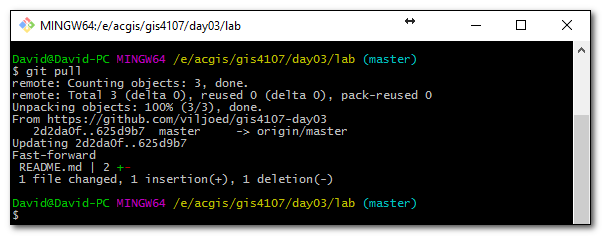 MINGW64:/e/acgis/gis4107/day03/lab
David@David-PC MINGW64 /e/acgis/gis4107/day03/lab (master)
$ git pull
remote: Counting objects: 3, done.
remote: Total 3 (delta 0), reused 0 (delta 0), pack-reused 0
Unpacking objects: 100% (3/3), done.
From https://github.com/viljoed/gis4107-day03
   2d2da0f..625d9b7  master     -> origin/master
Updating 2d2da0f..625d9b7
Fast-forward
 README.md | 2 +-
 1 file changed, 1 insertion(+), 1 deletion(-)
David@David-PC MINGW64 /e/acgis/gis4107/day03/lab (master)
$